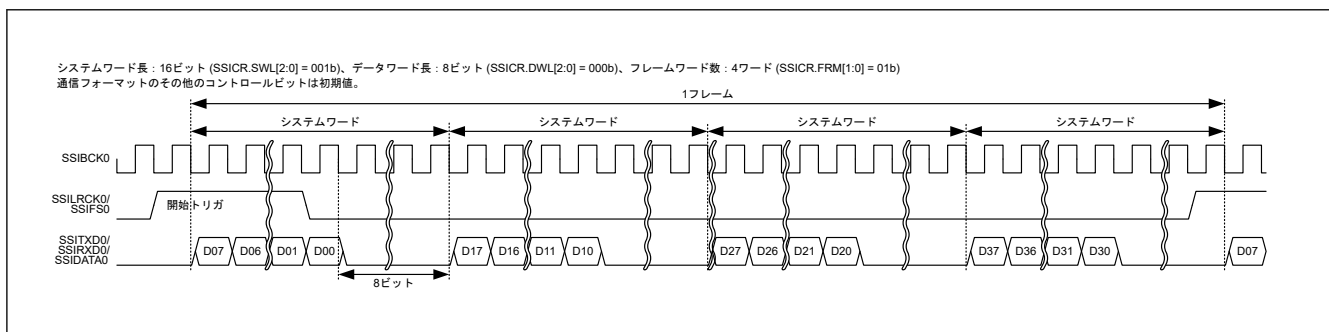 システムワード長：16ビット (SSICR.SWL[2:0] = 001b)、データワード長：8ビット (SSICR.DWL[2:0] = 000b)、フレームワード数：4ワード (SSICR.FRM[1:0] = 01b)
通信フォーマットのその他のコントロールビットは初期値。
1フレーム
システムワード システムワード システムワード システムワード
SSIBCK0
SSILRCK0/
SSIFS0
開始トリガ
SSITXD0/
SSIRXD0/
SSIDATA0
D07 D06 D01 D00 D17 D16 D11 D10 D27 D26 D21 D20 D37 D36 D31 D30 D07
8ビット